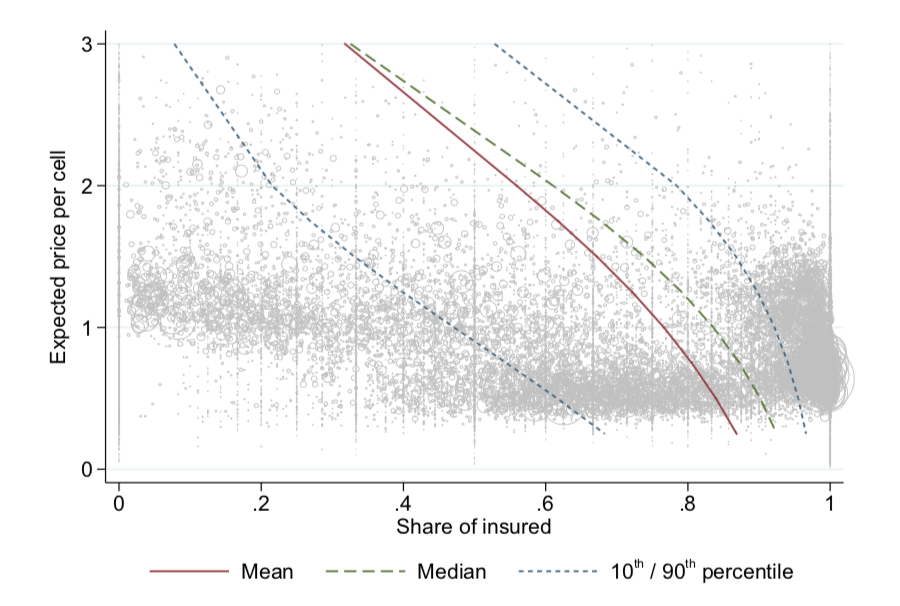 Expected price per cell
3
2
1
0
0 .2 .4 .6 .8 1
Share of insured
Mean Median 10th / 90th percentile